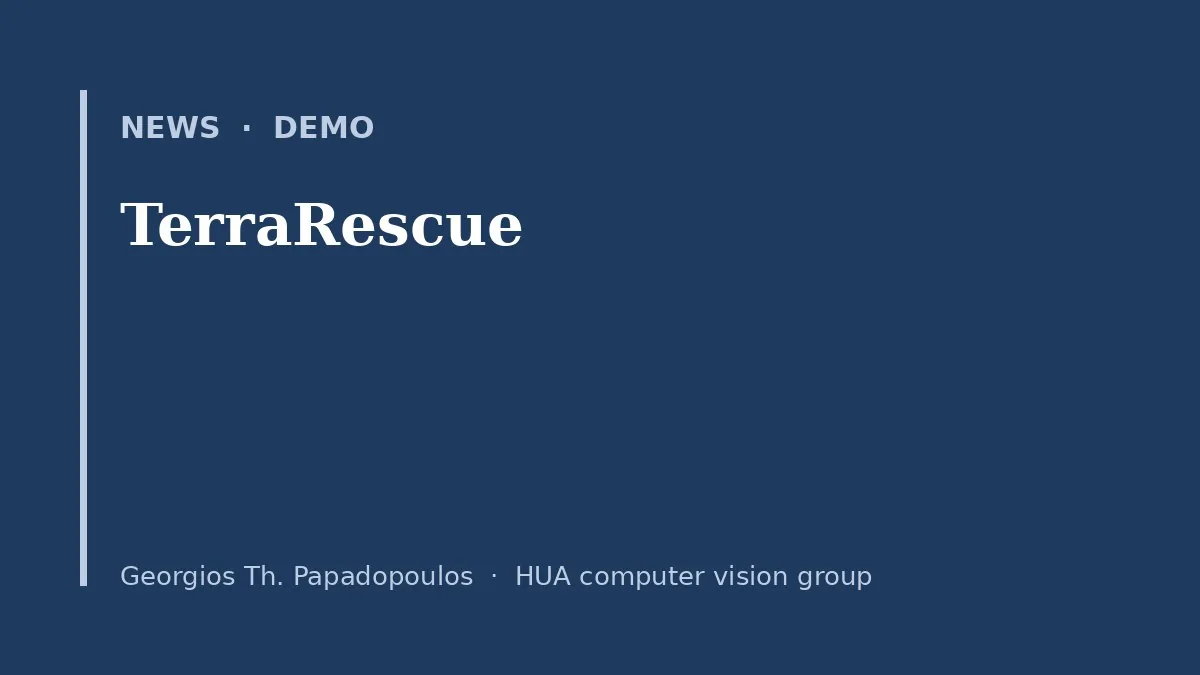 NEWS · DEMO
TerraRescue
Georgios Th. Papadopoulos · HUA computer vision group